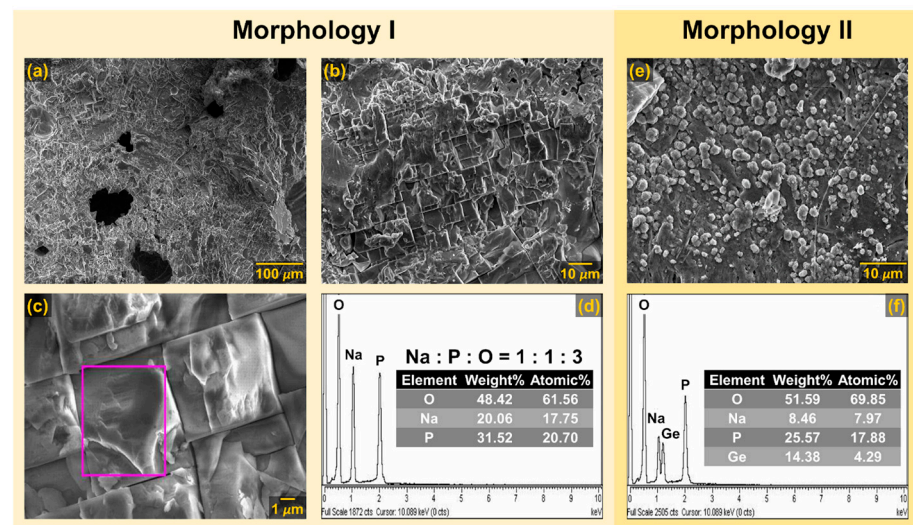 Morphology I
Morphology II
(a)
100 μm
(b)
10 μm
(e)
10 μm
(c)
1 μm
(d)
O
Na
P
Na : P : O = 1 : 1 : 3
Element Weight% Atomic%
O 48.42 61.56
Na 20.06 17.75
P 31.52 20.70
0 1 2 3 4 5 6 7 8 9 10
Full Scale 1872 cts Cursor: 10.089 keV (0 cts) keV
(f)
O
Na
Ge
P
Element Weight% Atomic%
O 51.59 69.85
Na 8.46 7.97
P 25.57 17.88
Ge 14.38 4.29
0 1 2 3 4 5 6 7 8 9 10
Full Scale 2505 cts Cursor: 10.089 keV (0 cts) keV